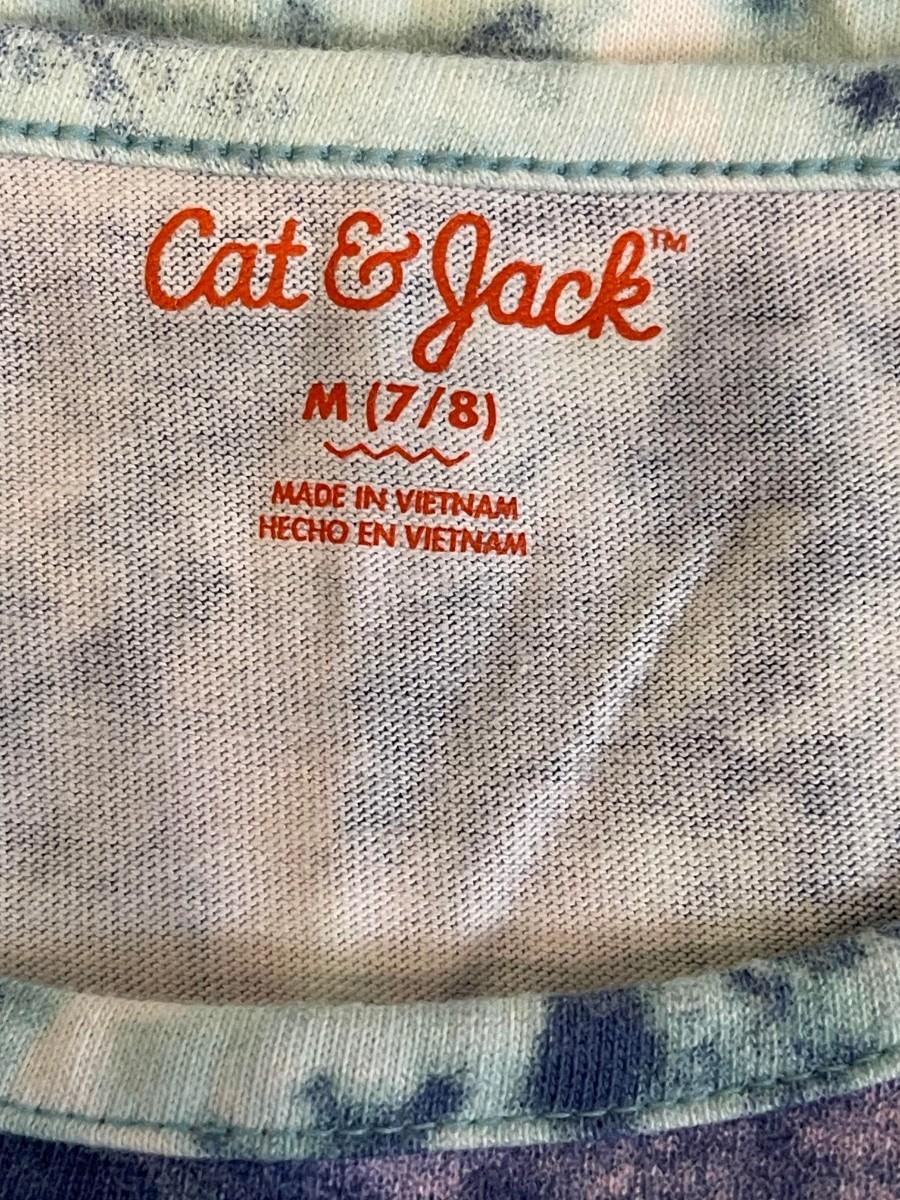 Cat & Jack™
M (7/8)
MADE IN VIETNAM
HECHO EN VIETNAM